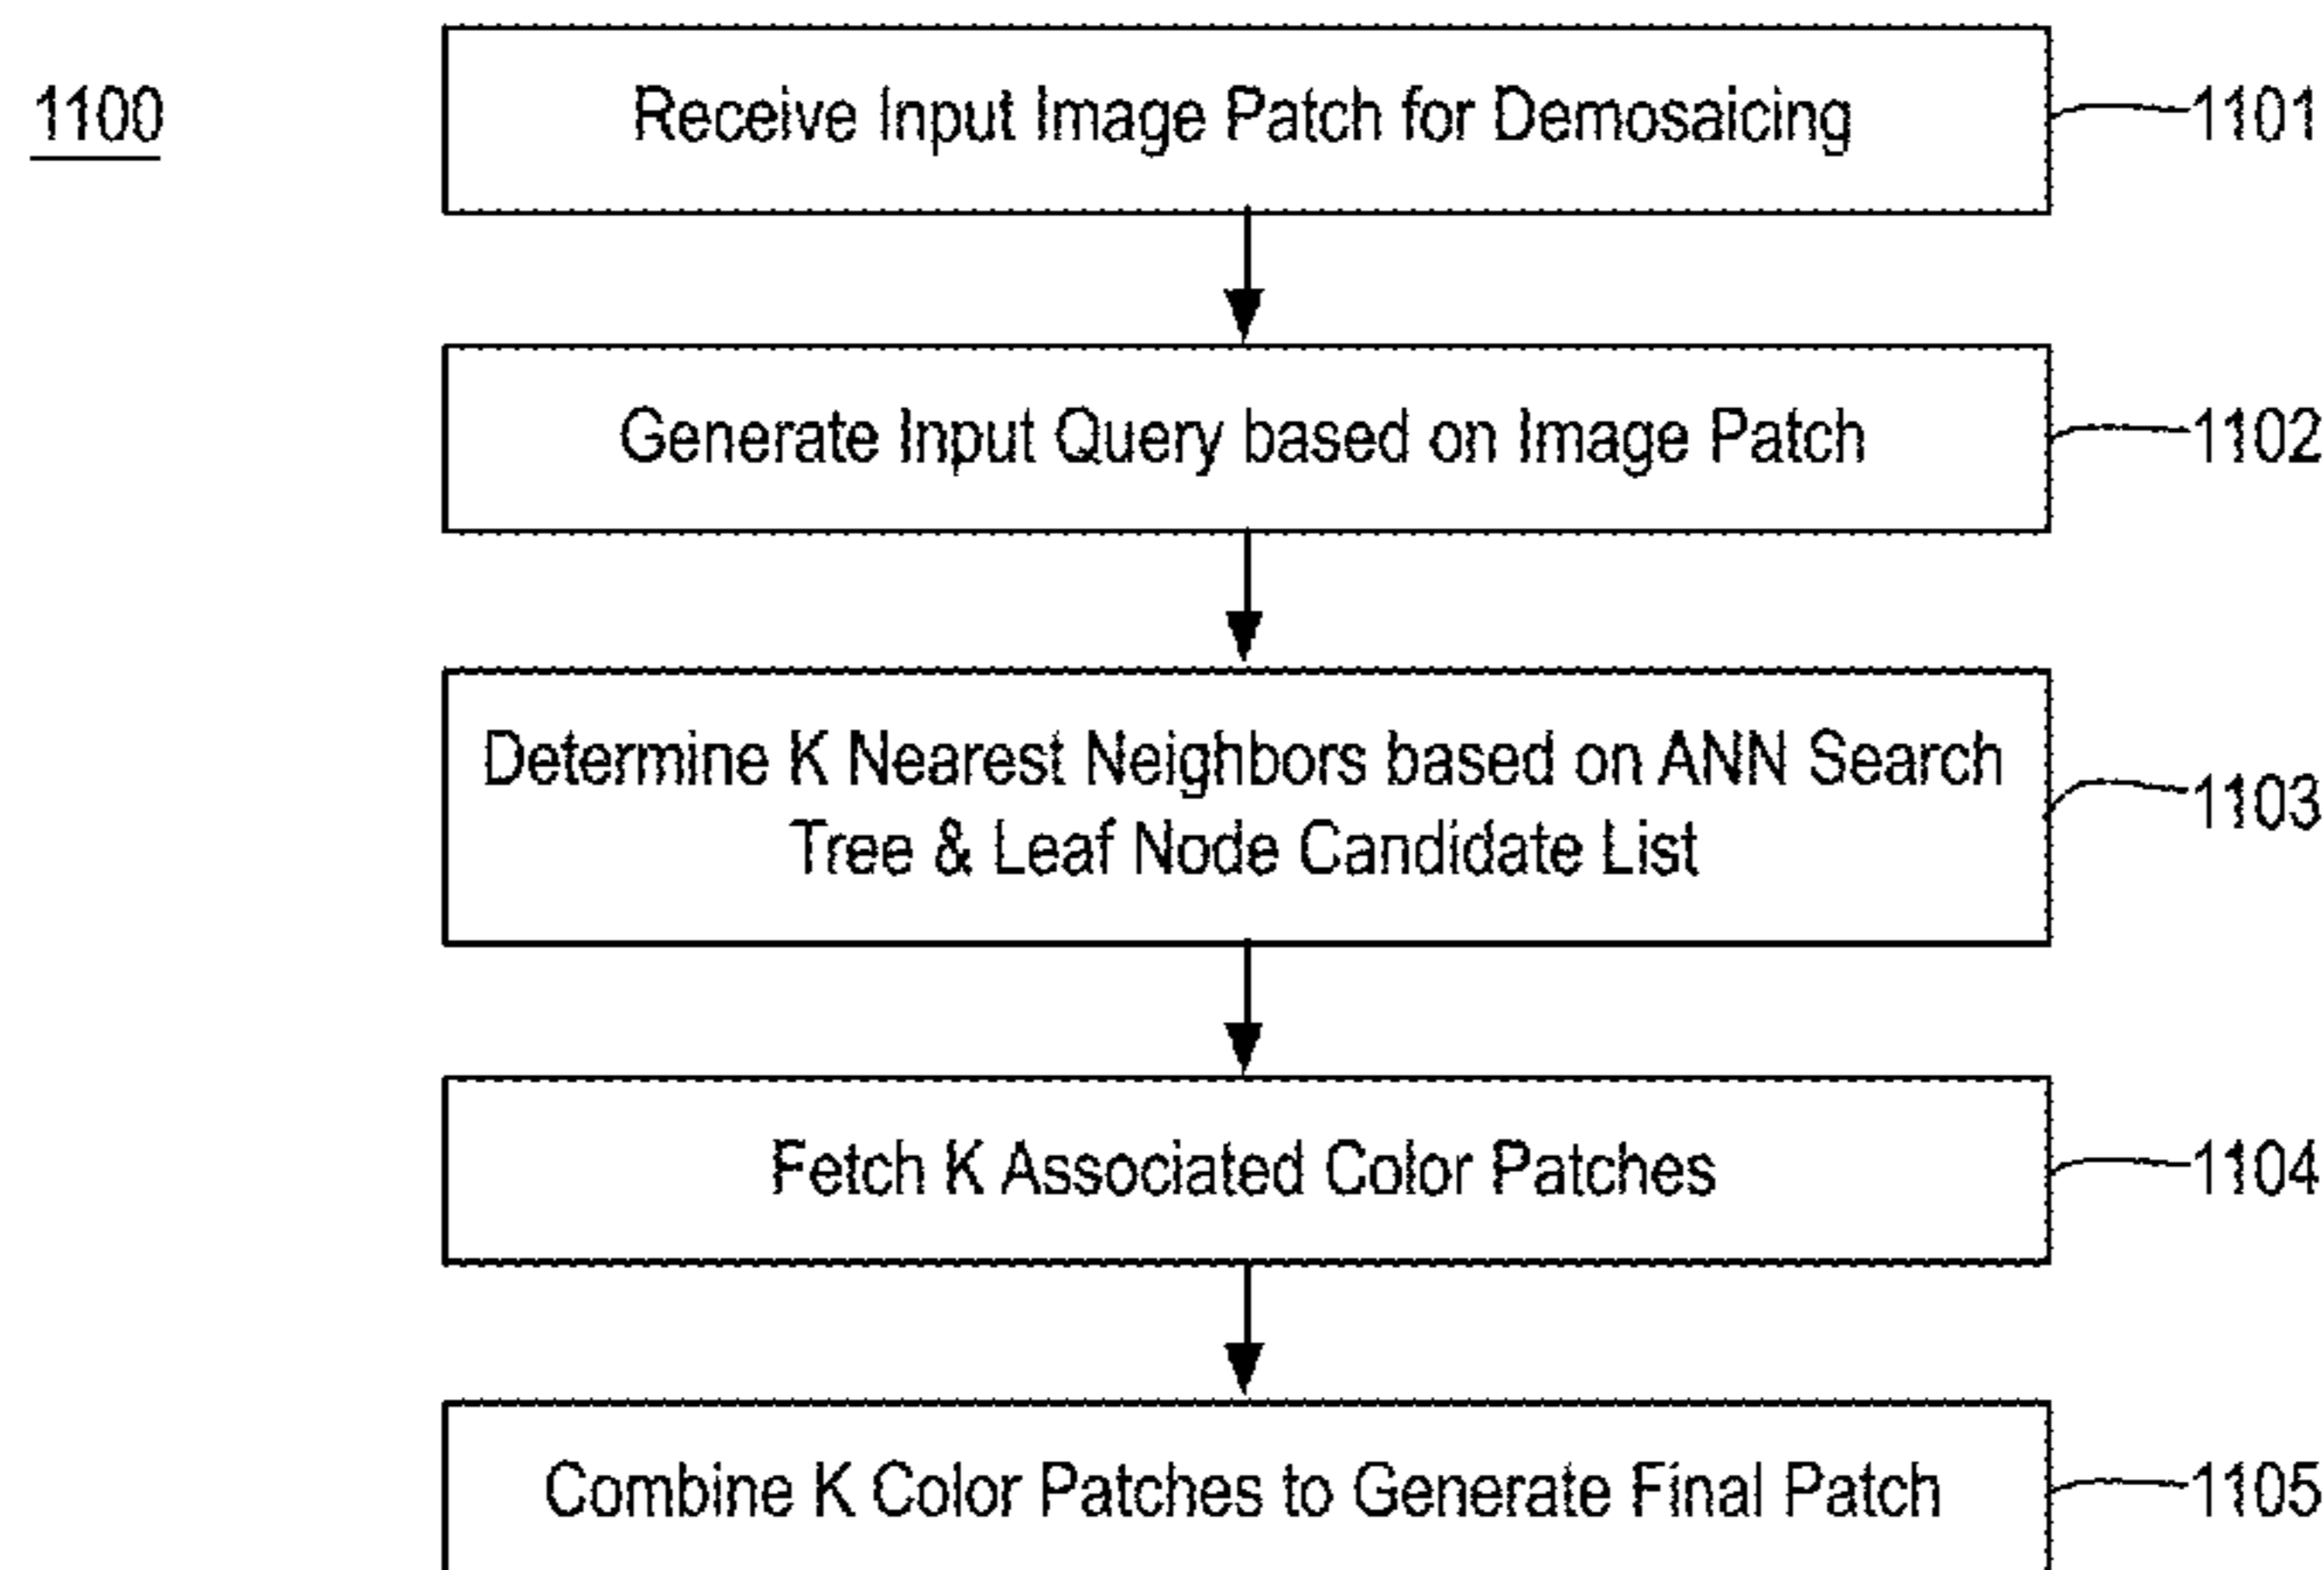 1100
Receive Input Image Patch for Demosaicing
1101
Generate Input Query based on Image Patch
1102
Determine K Nearest Neighbors based on ANN Search
Tree & Leaf Node Candidate List
1103
Fetch K Associated Color Patches
1104
Combine K Color Patches to Generate Final Patch
1105